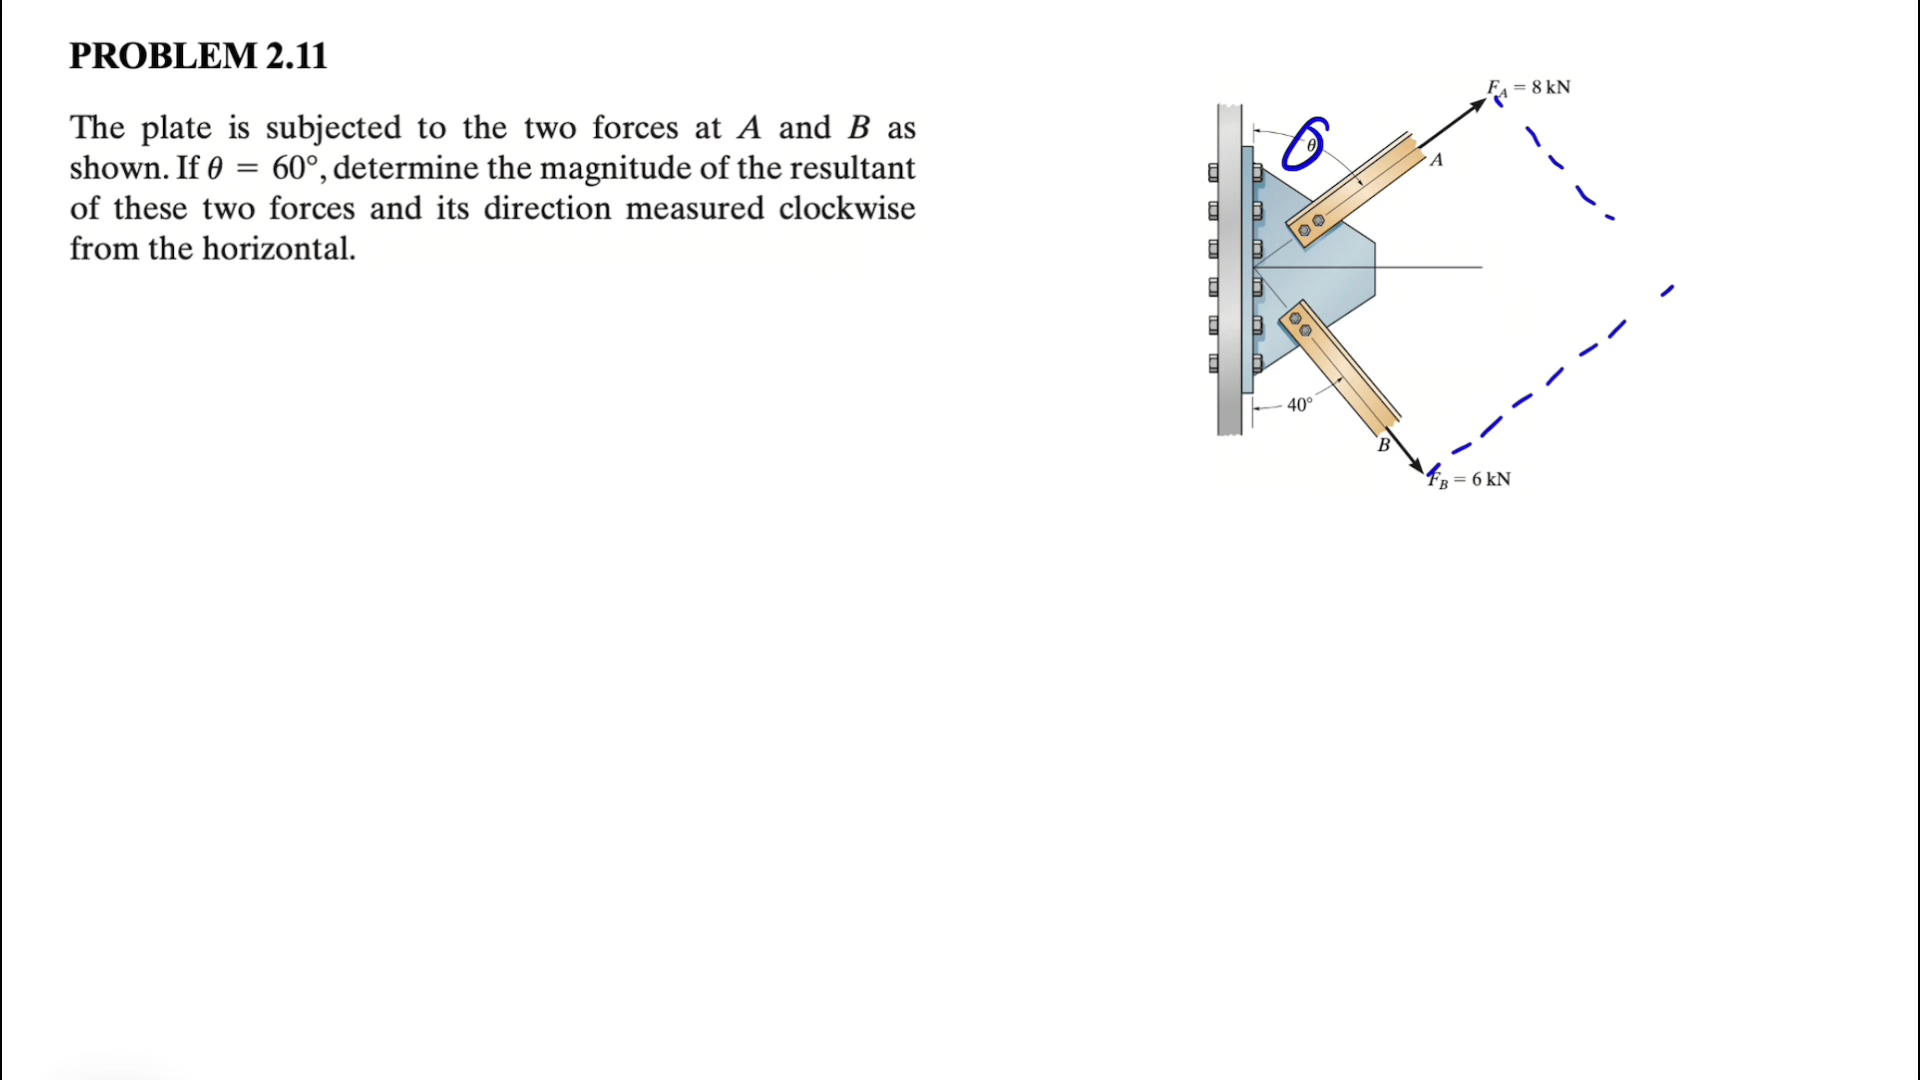 PROBLEM 2.11
The plate is subjected to the two forces at A and B as
shown. If θ = 60°, determine the magnitude of the resultant
of these two forces and its direction measured clockwise
from the horizontal.
F_A = 8 kN
θ
θ
A
40°
B
F_B = 6 kN